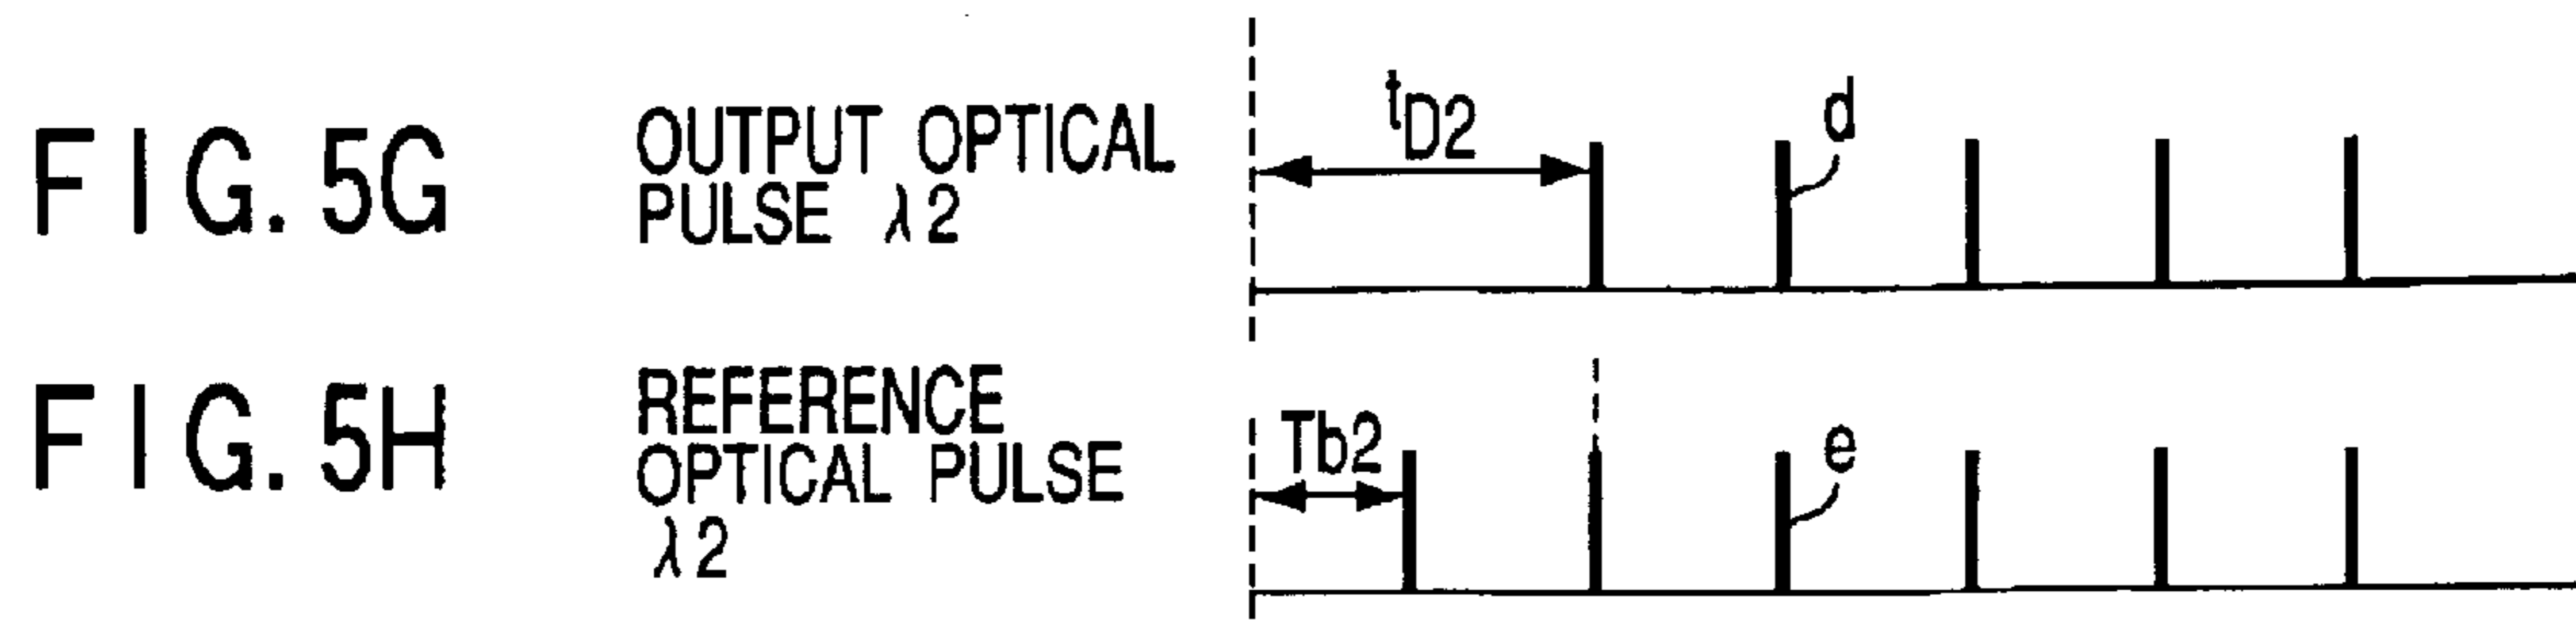 FIG. 5G
OUTPUT OPTICAL
PULSE λ2
tD2
d
FIG. 5H
REFERENCE
OPTICAL PULSE
λ2
Tb2
e